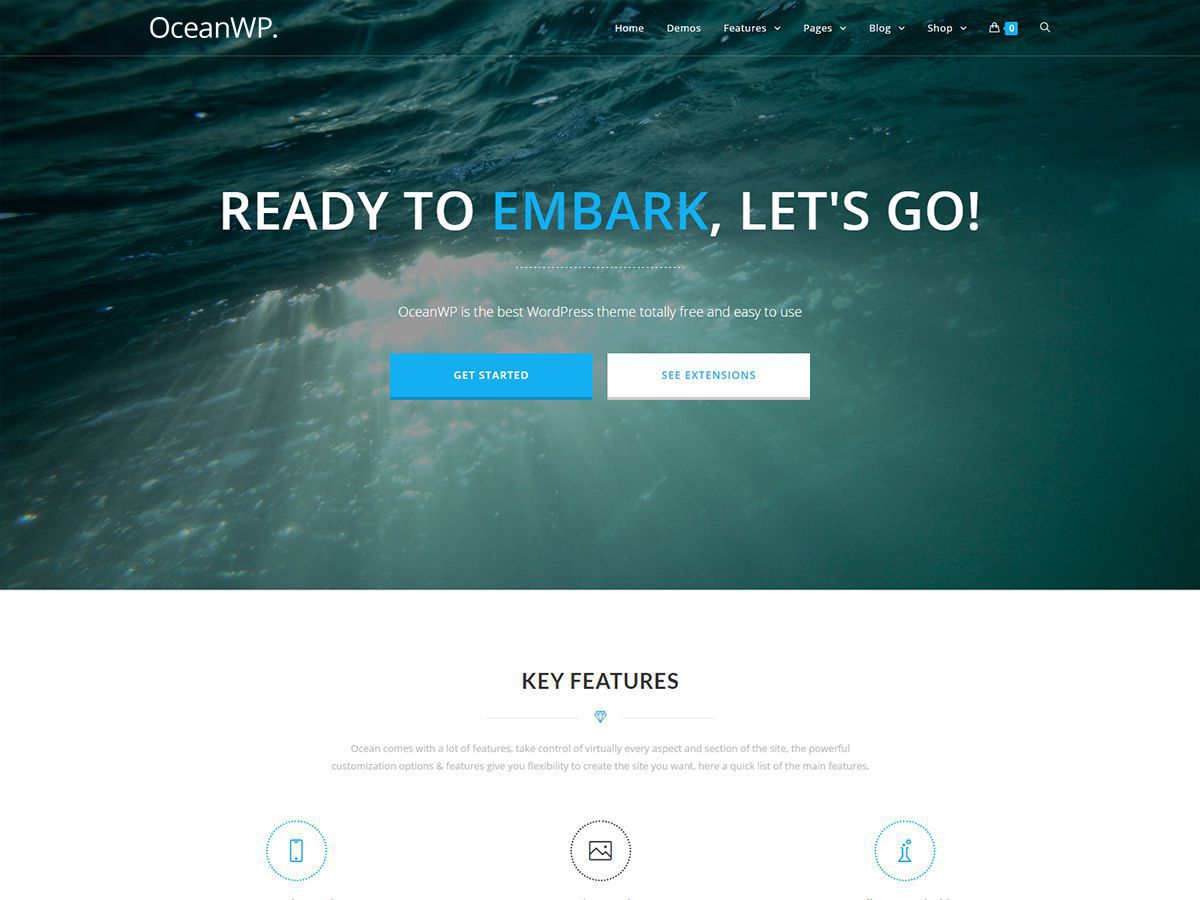 OceanWP.
Home Demos Features Pages Blog Shop 0
READY TO EMBARK, LET'S GO!
OceanWP is the best WordPress theme totally free and easy to use
GET STARTED SEE EXTENSIONS
KEY FEATURES
Ocean comes with a lot of features, take control of virtually every aspect and section of the site, the powerful
customization options & features give you flexibility to create the site you want, here a quick list of the main features.